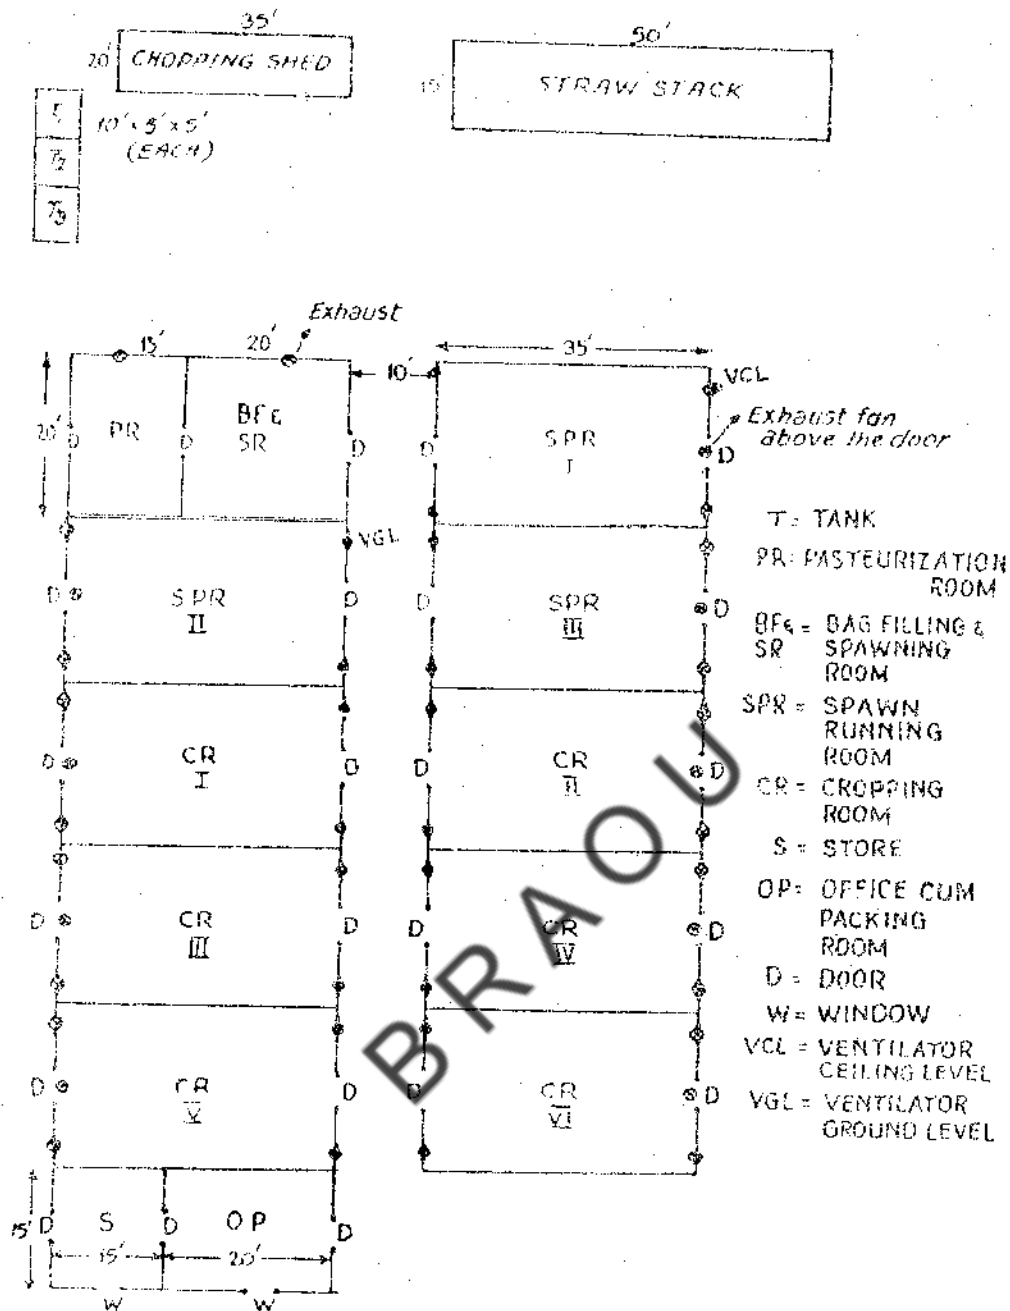 35'
20'
CHOPPING SHED
50'
STRAW STACK
(EACH)
T2
T3
Exhaust
15'
20'
10'
35'
VCL
20'
PR
BF &
SR
D
D
D
D
SPR
I
Exhaust fan
above the door
D
VGL
D
SPR
II
D
D
SPR
III
D
D
CR
I
D
D
CR
II
D
D
CR
III
D
D
CR
IV
D
D
CR
V
D
D
CR
VI
D
15'
D
S
D
OP
D
15'
20'
W
W
T = TANK
PR = PASTEURIZATION
ROOM
BF & = BAG FILLING &
SR SPAWNING
ROOM
SPR = SPAWN
RUNNING
ROOM
CR = CROPPING
ROOM
S = STORE
OP = OFFICE CUM
PACKING
ROOM
D = DOOR
W = WINDOW
VCL = VENTILATOR
CEILING LEVEL
VGL = VENTILATOR
GROUND LEVEL
BRAOU